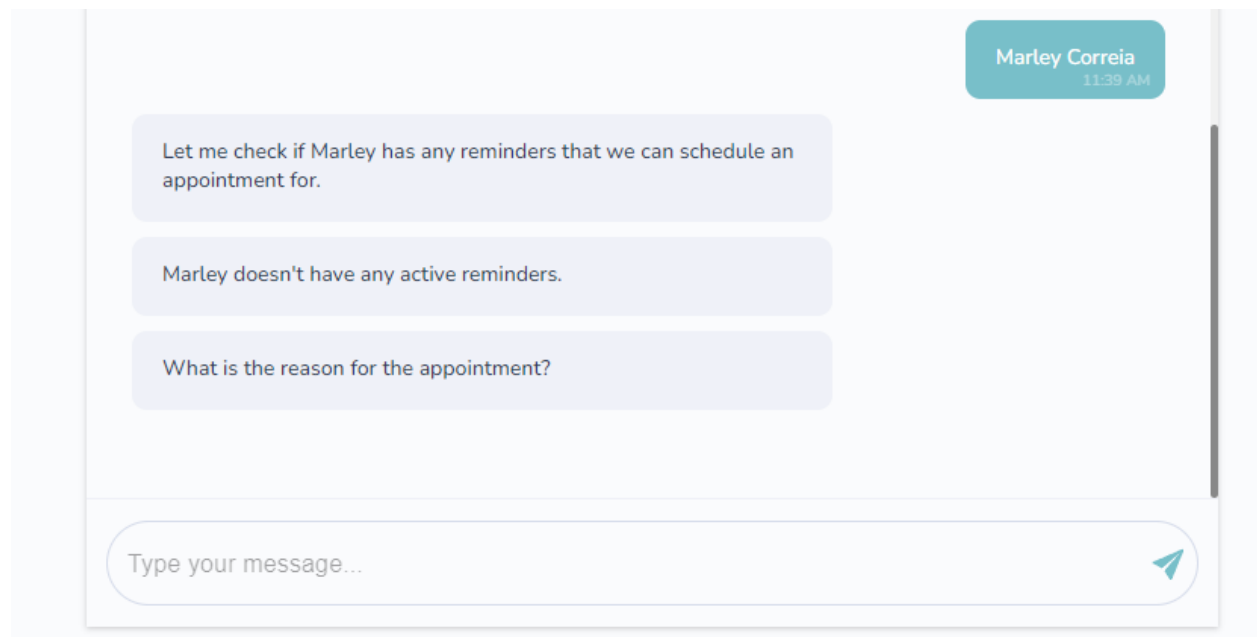 Marley Correia
11:39 AM
Let me check if Marley has any reminders that we can schedule an
appointment for.
Marley doesn't have any active reminders.
What is the reason for the appointment?
Type your message...